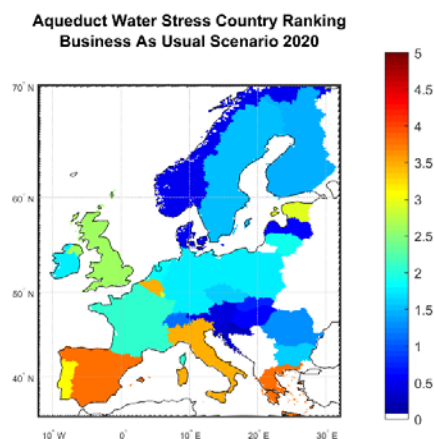 Aqueduct Water Stress Country Ranking
Business As Usual Scenario 2020
70° N
60° N
50° N
40° N
10° W
0°
10° E
20° E
30° E
5
4.5
4
3.5
3
2.5
2
1.5
1
0.5
0